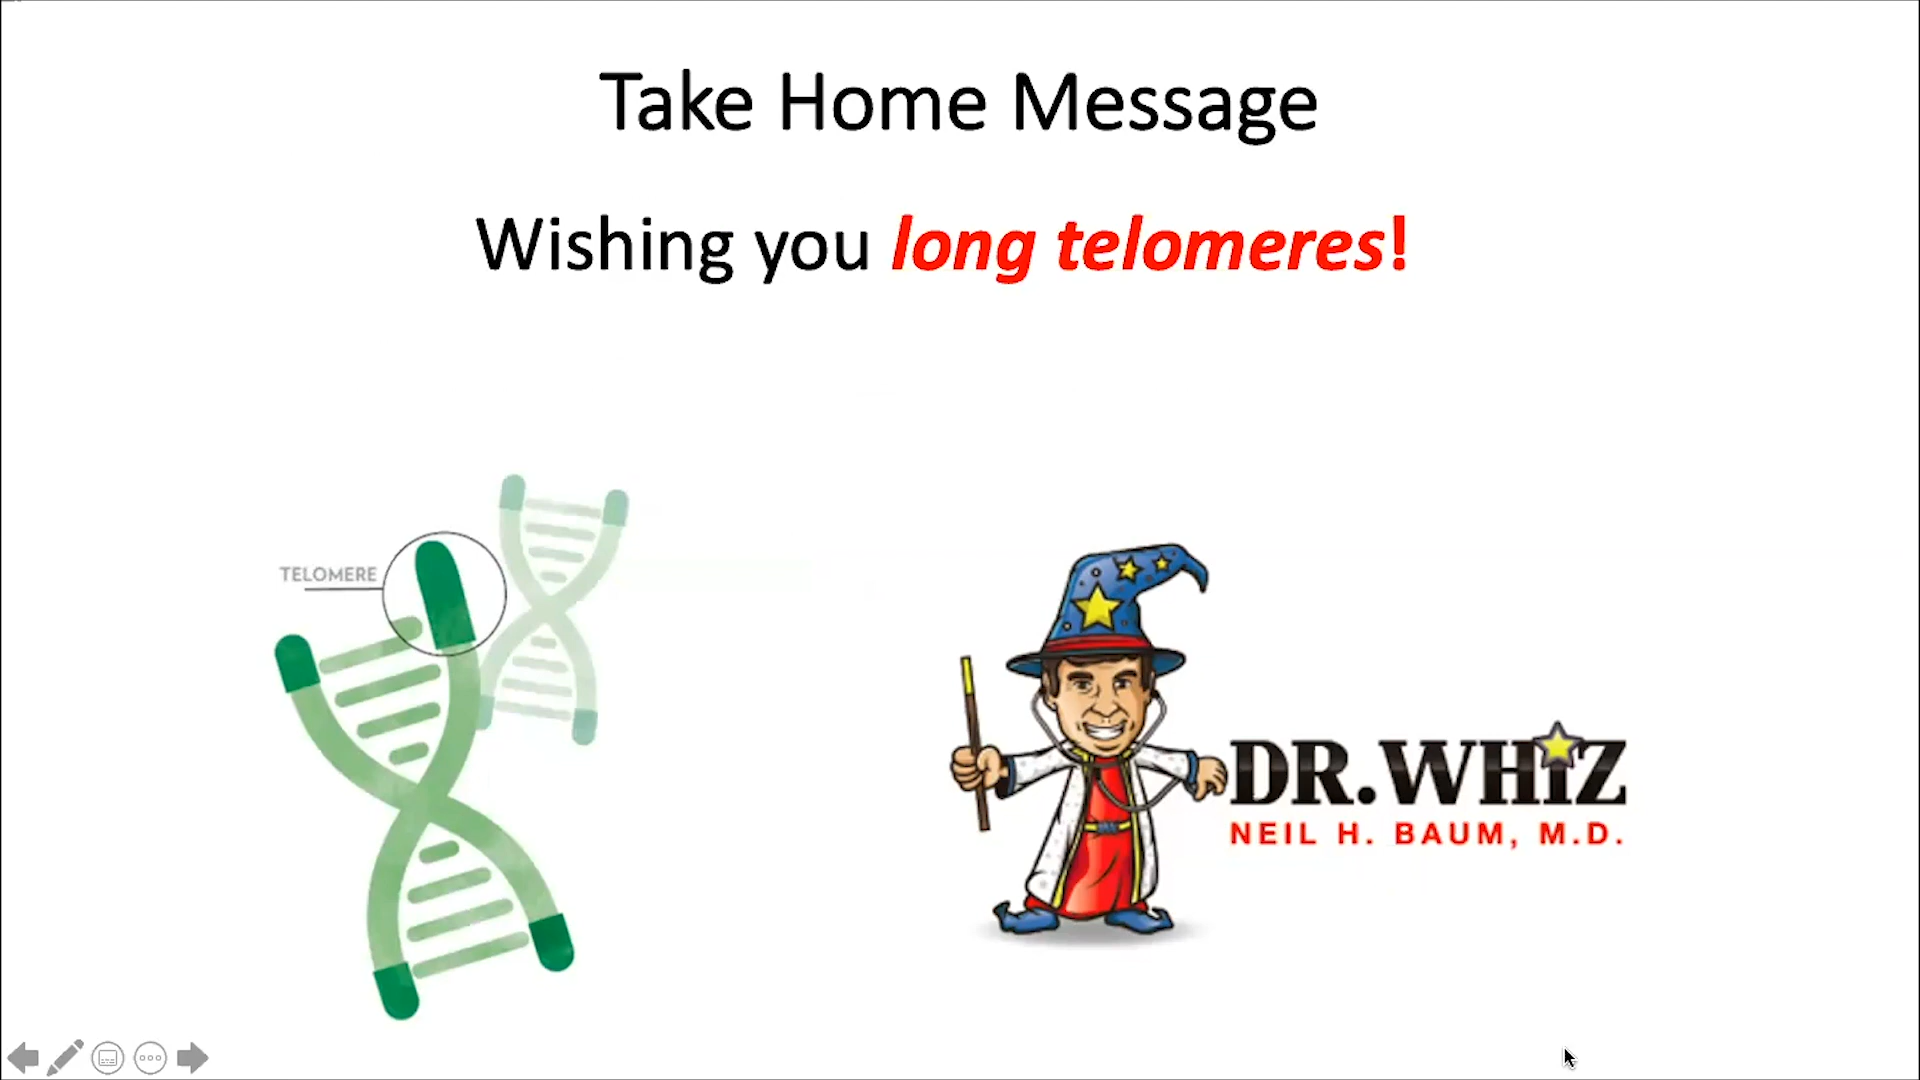 Take Home Message
Wishing you long telomeres!
TELOMERE
DR.WHiZ
NEIL H. BAUM, M.D.